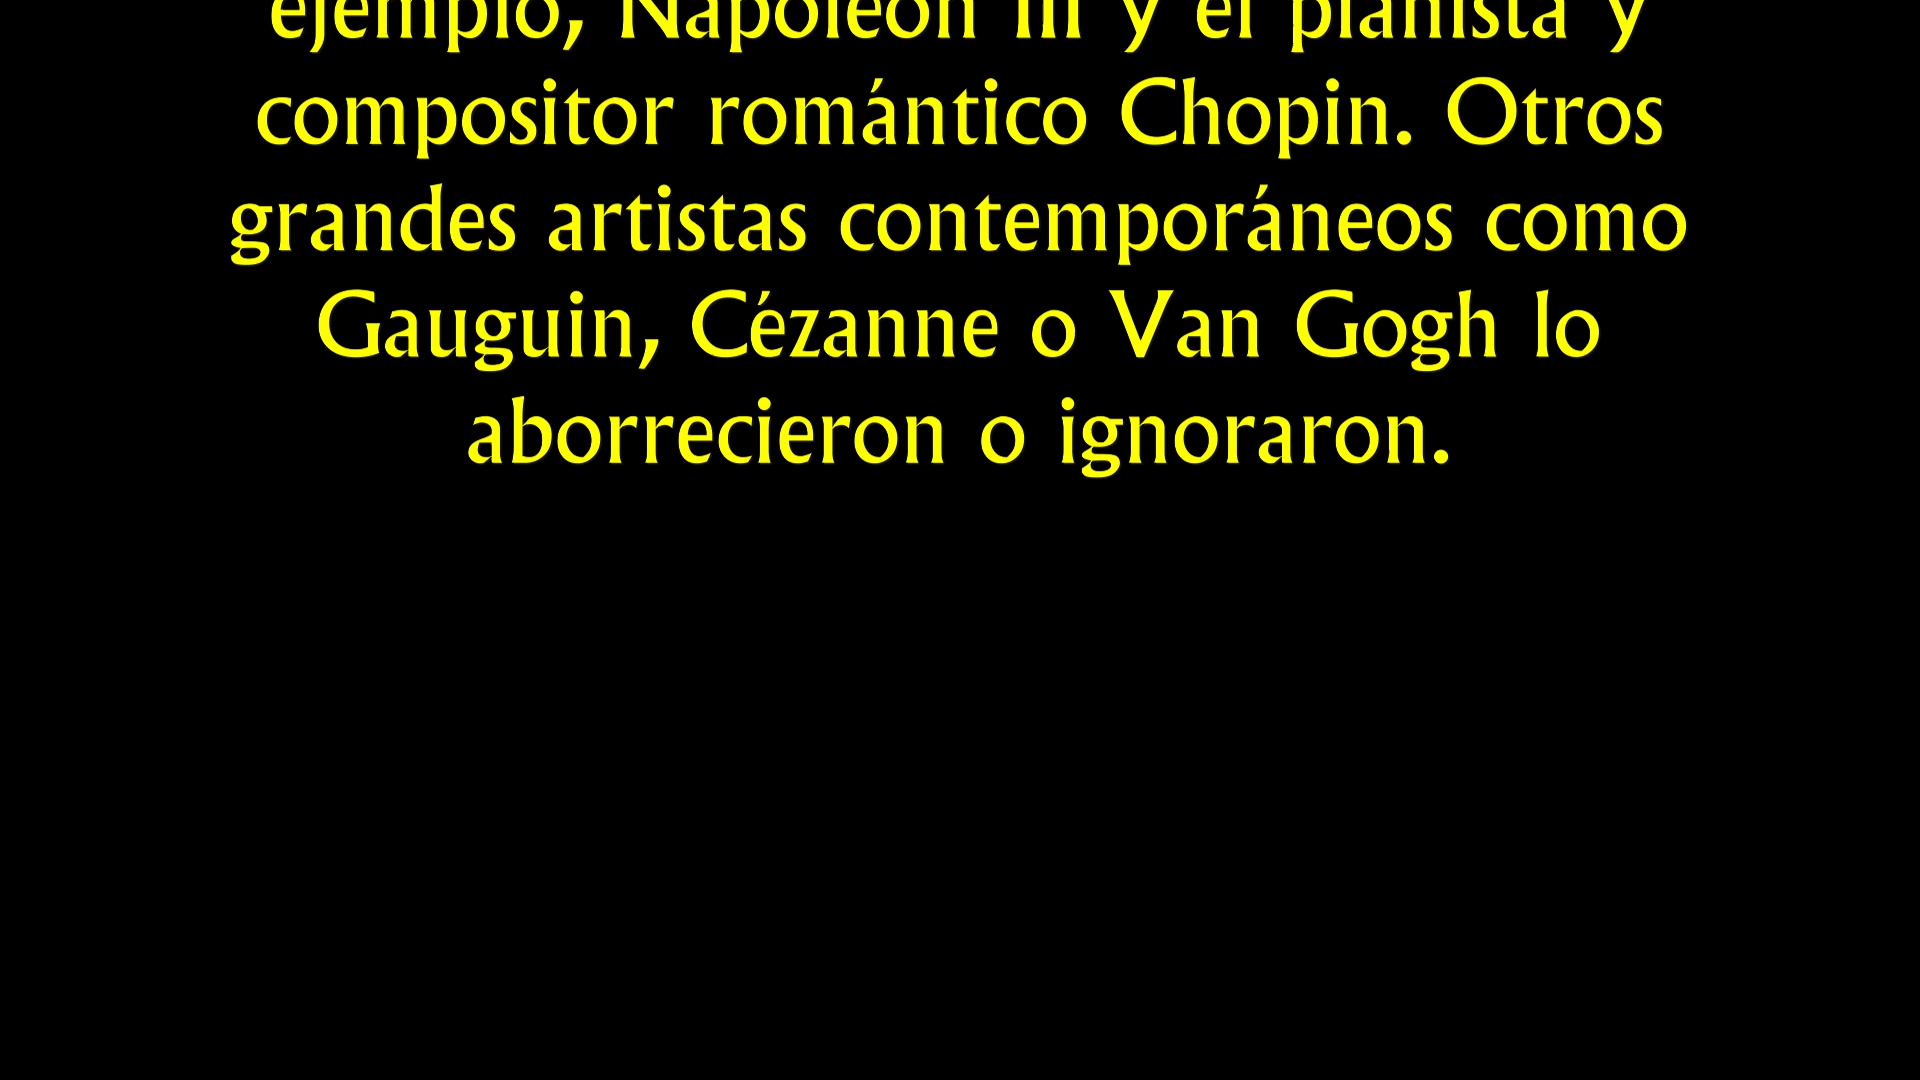 ejemplo, Napoleón III y el pianista y
compositor romántico Chopin. Otros
grandes artistas contemporáneos como
Gauguin, Cézanne o Van Gogh lo
aborrecieron o ignoraron.